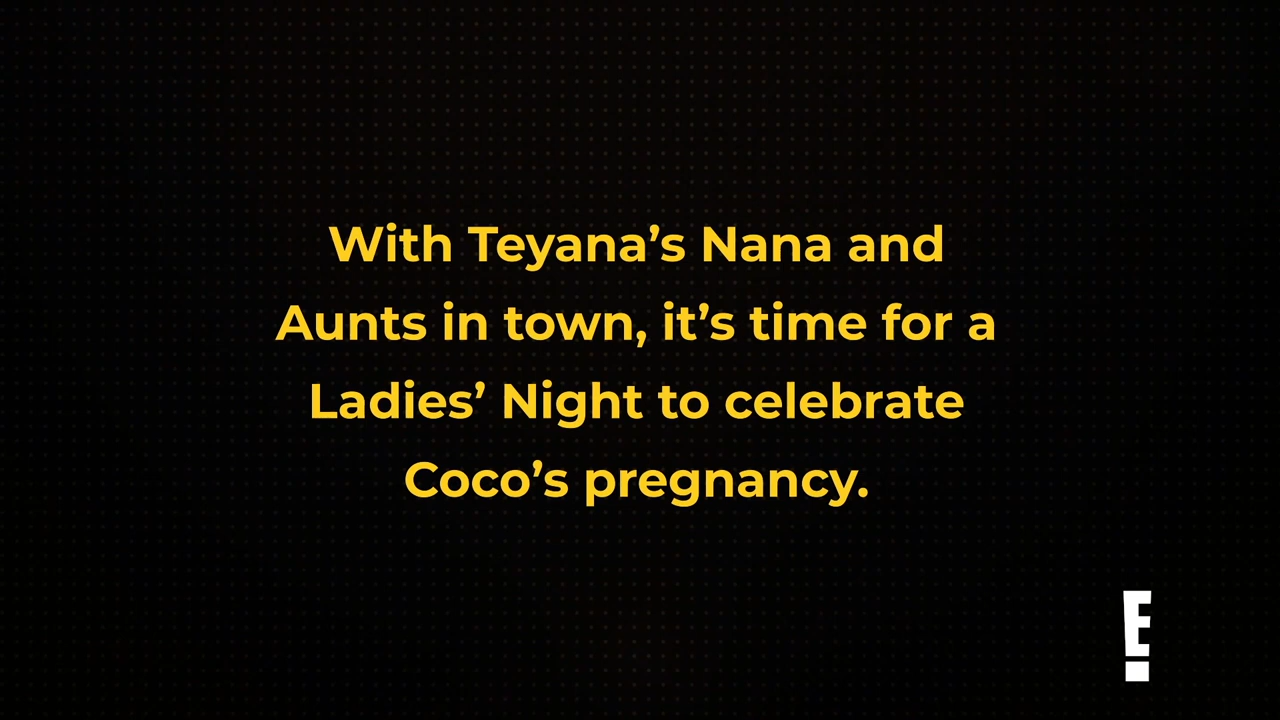 With Teyana’s Nana and
Aunts in town, it’s time for a
Ladies’ Night to celebrate
Coco’s pregnancy.
E!